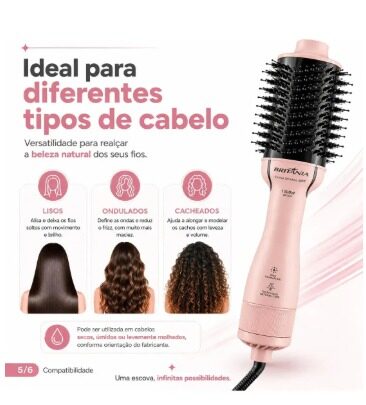 Ideal para
diferentes
tipos de cabelo
Versatilidade para realçar
a beleza natural dos seus fios.
LISOS
Alisa e deixa os fios
soltos com movimento
e brilho.
ONDULADOS
Define as ondas e reduz
o frizz, com muito mais
maciez.
CACHEADOS
Ajuda a alongar e modelar
os cachos com leveza
e volume.
BRITÂNIA
Pode ser utilizada em cabelos
secos, úmidos ou levemente molhados,
conforme orientação do fabricante.
5/6
Compatibilidade
Uma escova, infinitas possibilidades.